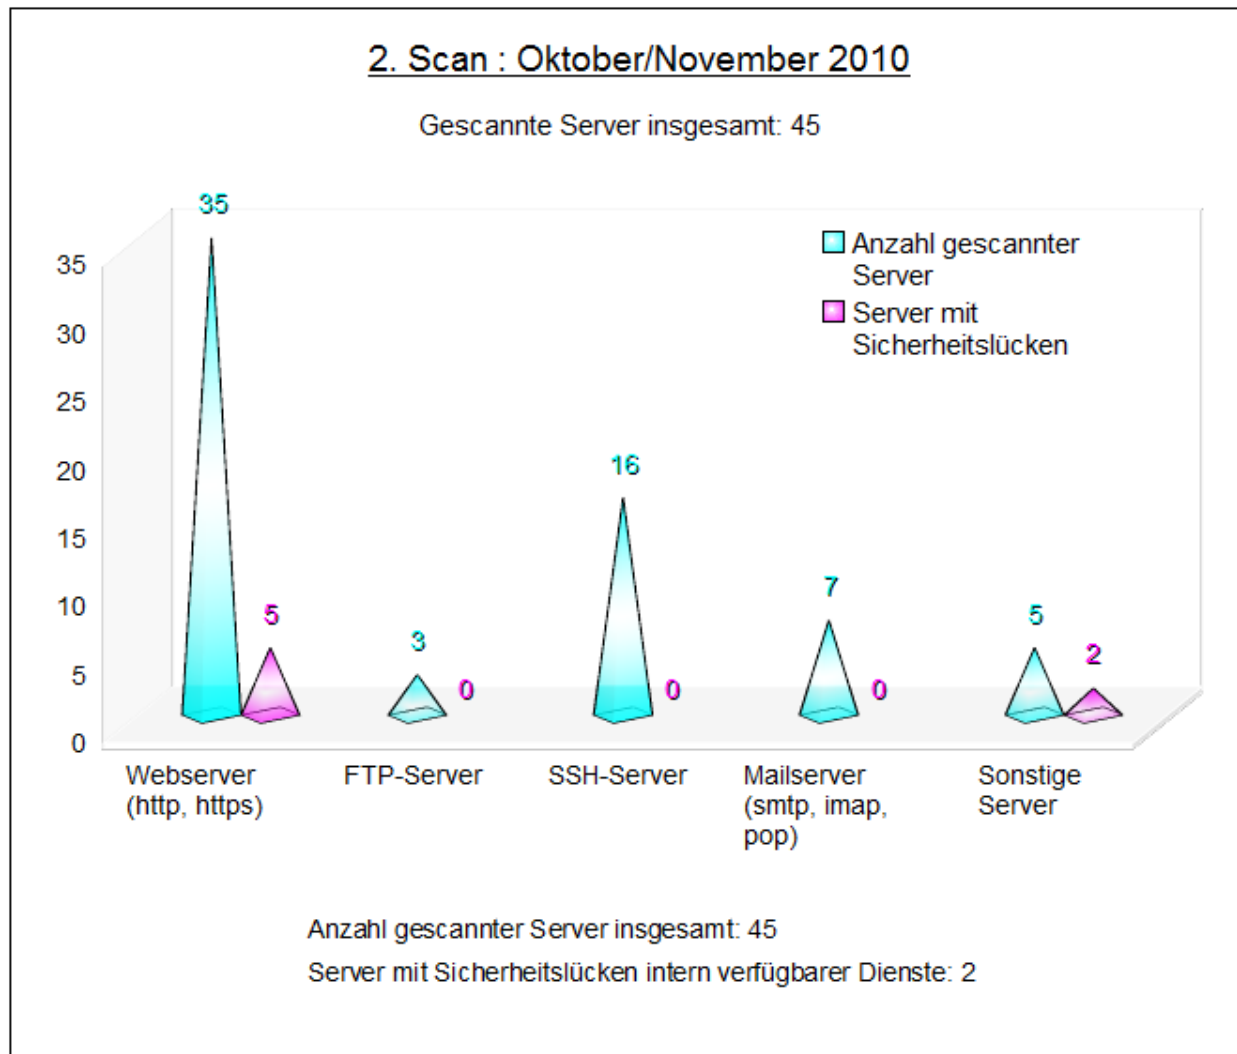 2. Scan : Oktober/November 2010
Gescannte Server insgesamt: 45
35
Anzahl gescannter
Server
Server mit
Sicherheitslücken
35
30
25
20
15
10
5
0
16
7
5
3
5
2
0
0
0
Webserver
(http, https)
FTP-Server
SSH-Server
Mailserver
(smtp, imap,
pop)
Sonstige
Server
Anzahl gescannter Server insgesamt: 45
Server mit Sicherheitslücken intern verfügbarer Dienste: 2